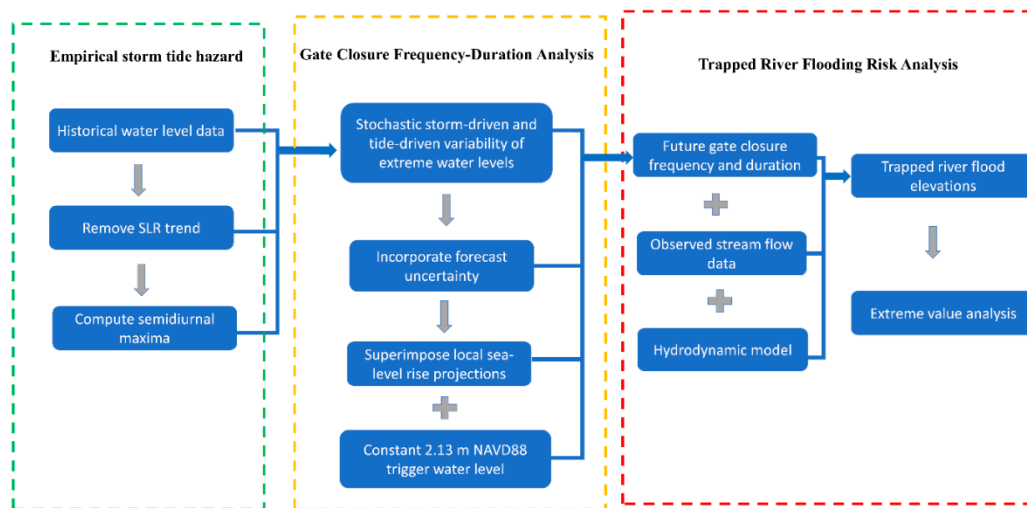 Empirical storm tide hazard
Historical water level data
Remove SLR trend
Compute semidiurnal
maxima
Gate Closure Frequency-Duration Analysis
Stochastic storm-driven and
tide-driven variability of
extreme water levels
Incorporate forecast
uncertainty
Superimpose local sea-
level rise projections
Constant 2.13 m NAVD88
trigger water level
Trapped River Flooding Risk Analysis
Future gate closure
frequency and duration
Observed stream flow
data
Hydrodynamic model
Trapped river flood
elevations
Extreme value analysis